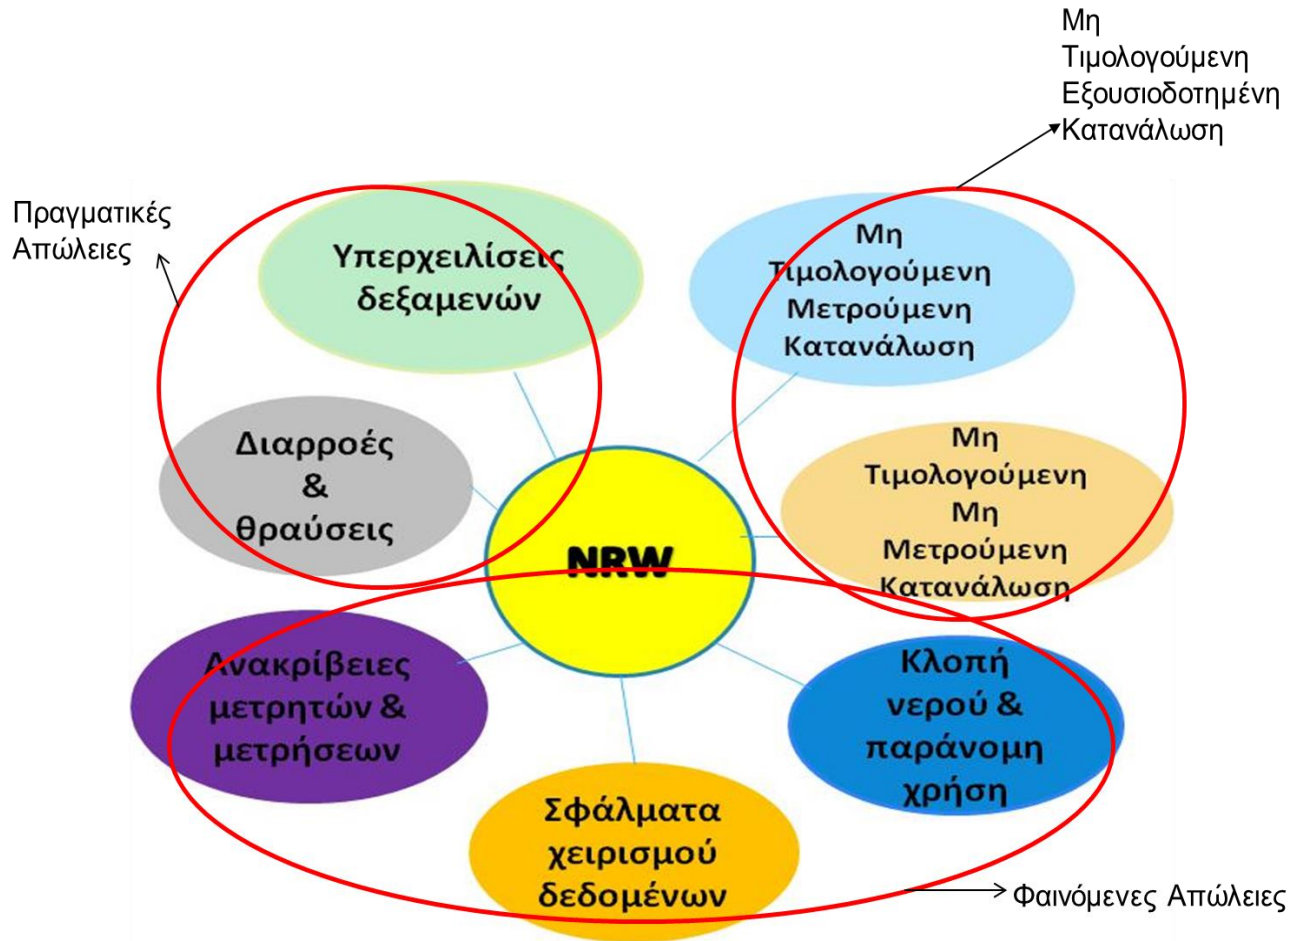 Μη
Τιμολογούμενη
Εξουσιοδοτημένη
Κατανάλωση
Πραγματικές
Απώλειες
Υπερχειλίσεις
δεξαμενών
Μη
Τιμολογούμενη
Μετρούμενη
Κατανάλωση
Διαρροές
&
θραύσεις
Μη
Τιμολογούμενη
Μη
Μετρούμενη
Κατανάλωση
NRW
Ανακρίβειες
μετρητών &
μετρήσεων
Κλοπή
νερού &
παράνομη
χρήση
Σφάλματα
χειρισμού
δεδομένων
Φαινόμενες Απώλειες